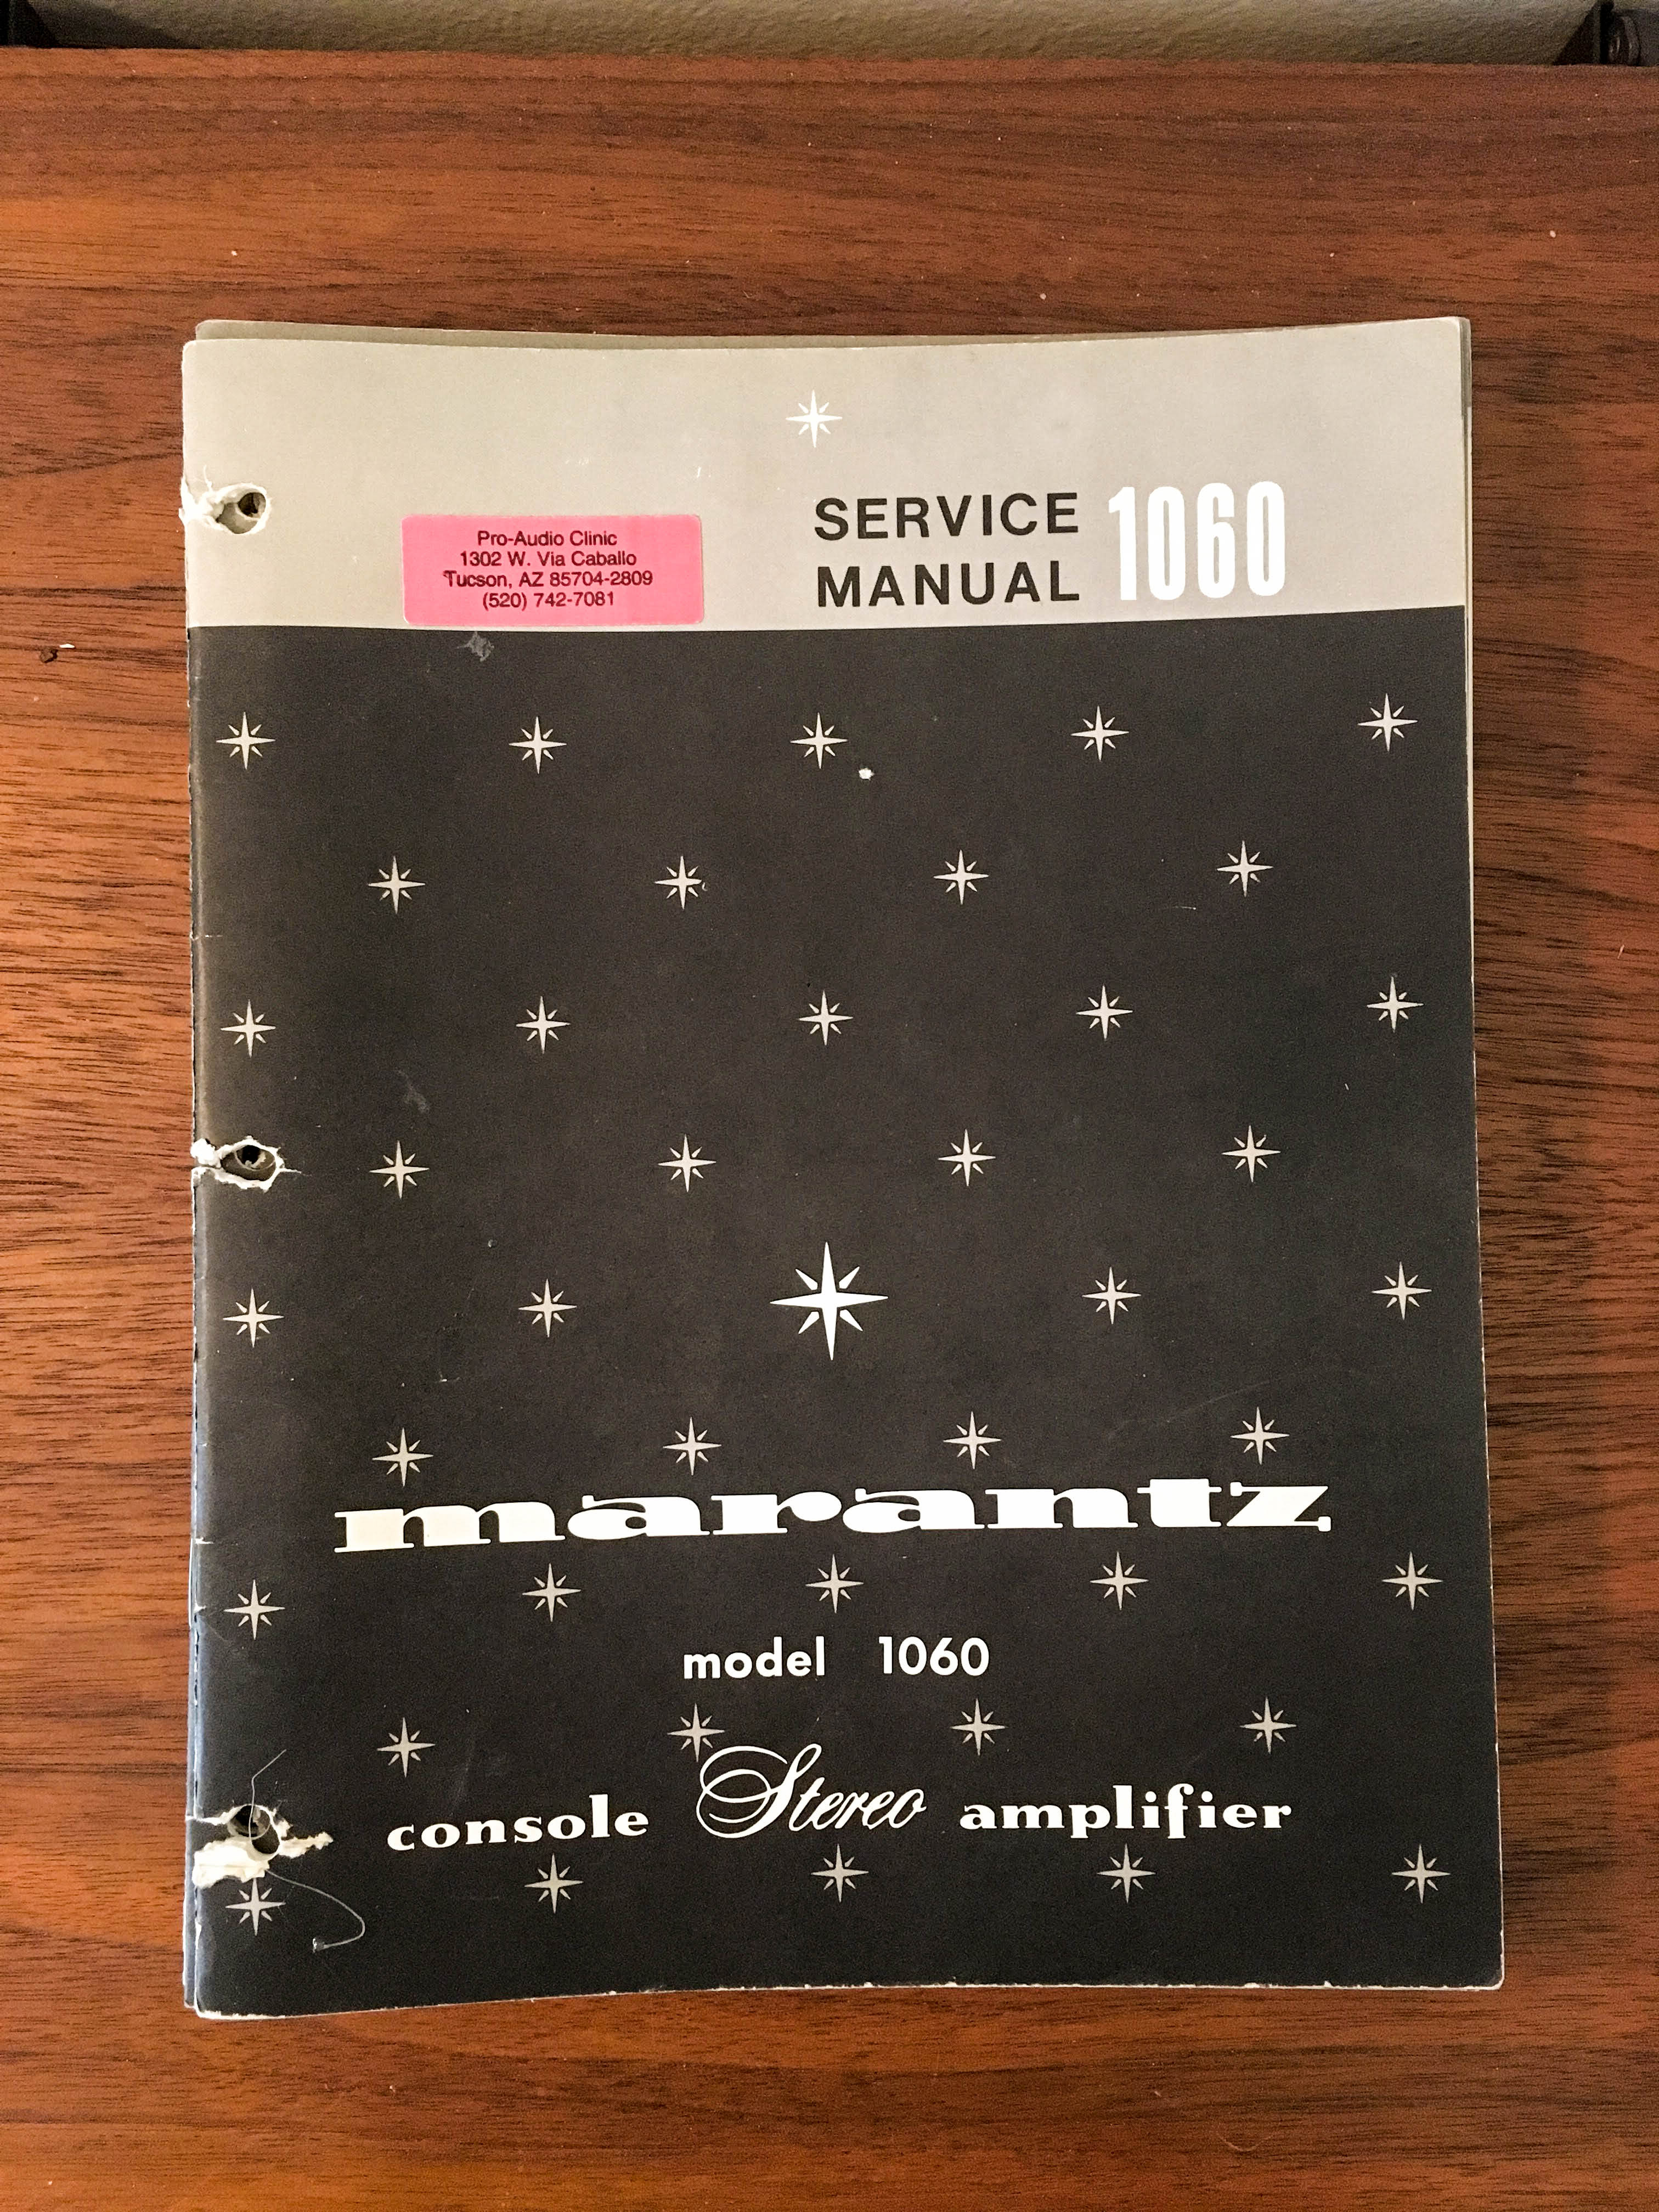 SERVICE
MANUAL
1060
Pro-Audio Clinic
1302 W. Via Caballo
Tucson, AZ 85704-2809
(520) 742-7081
marantz
model 1060
console Stereo amplifier